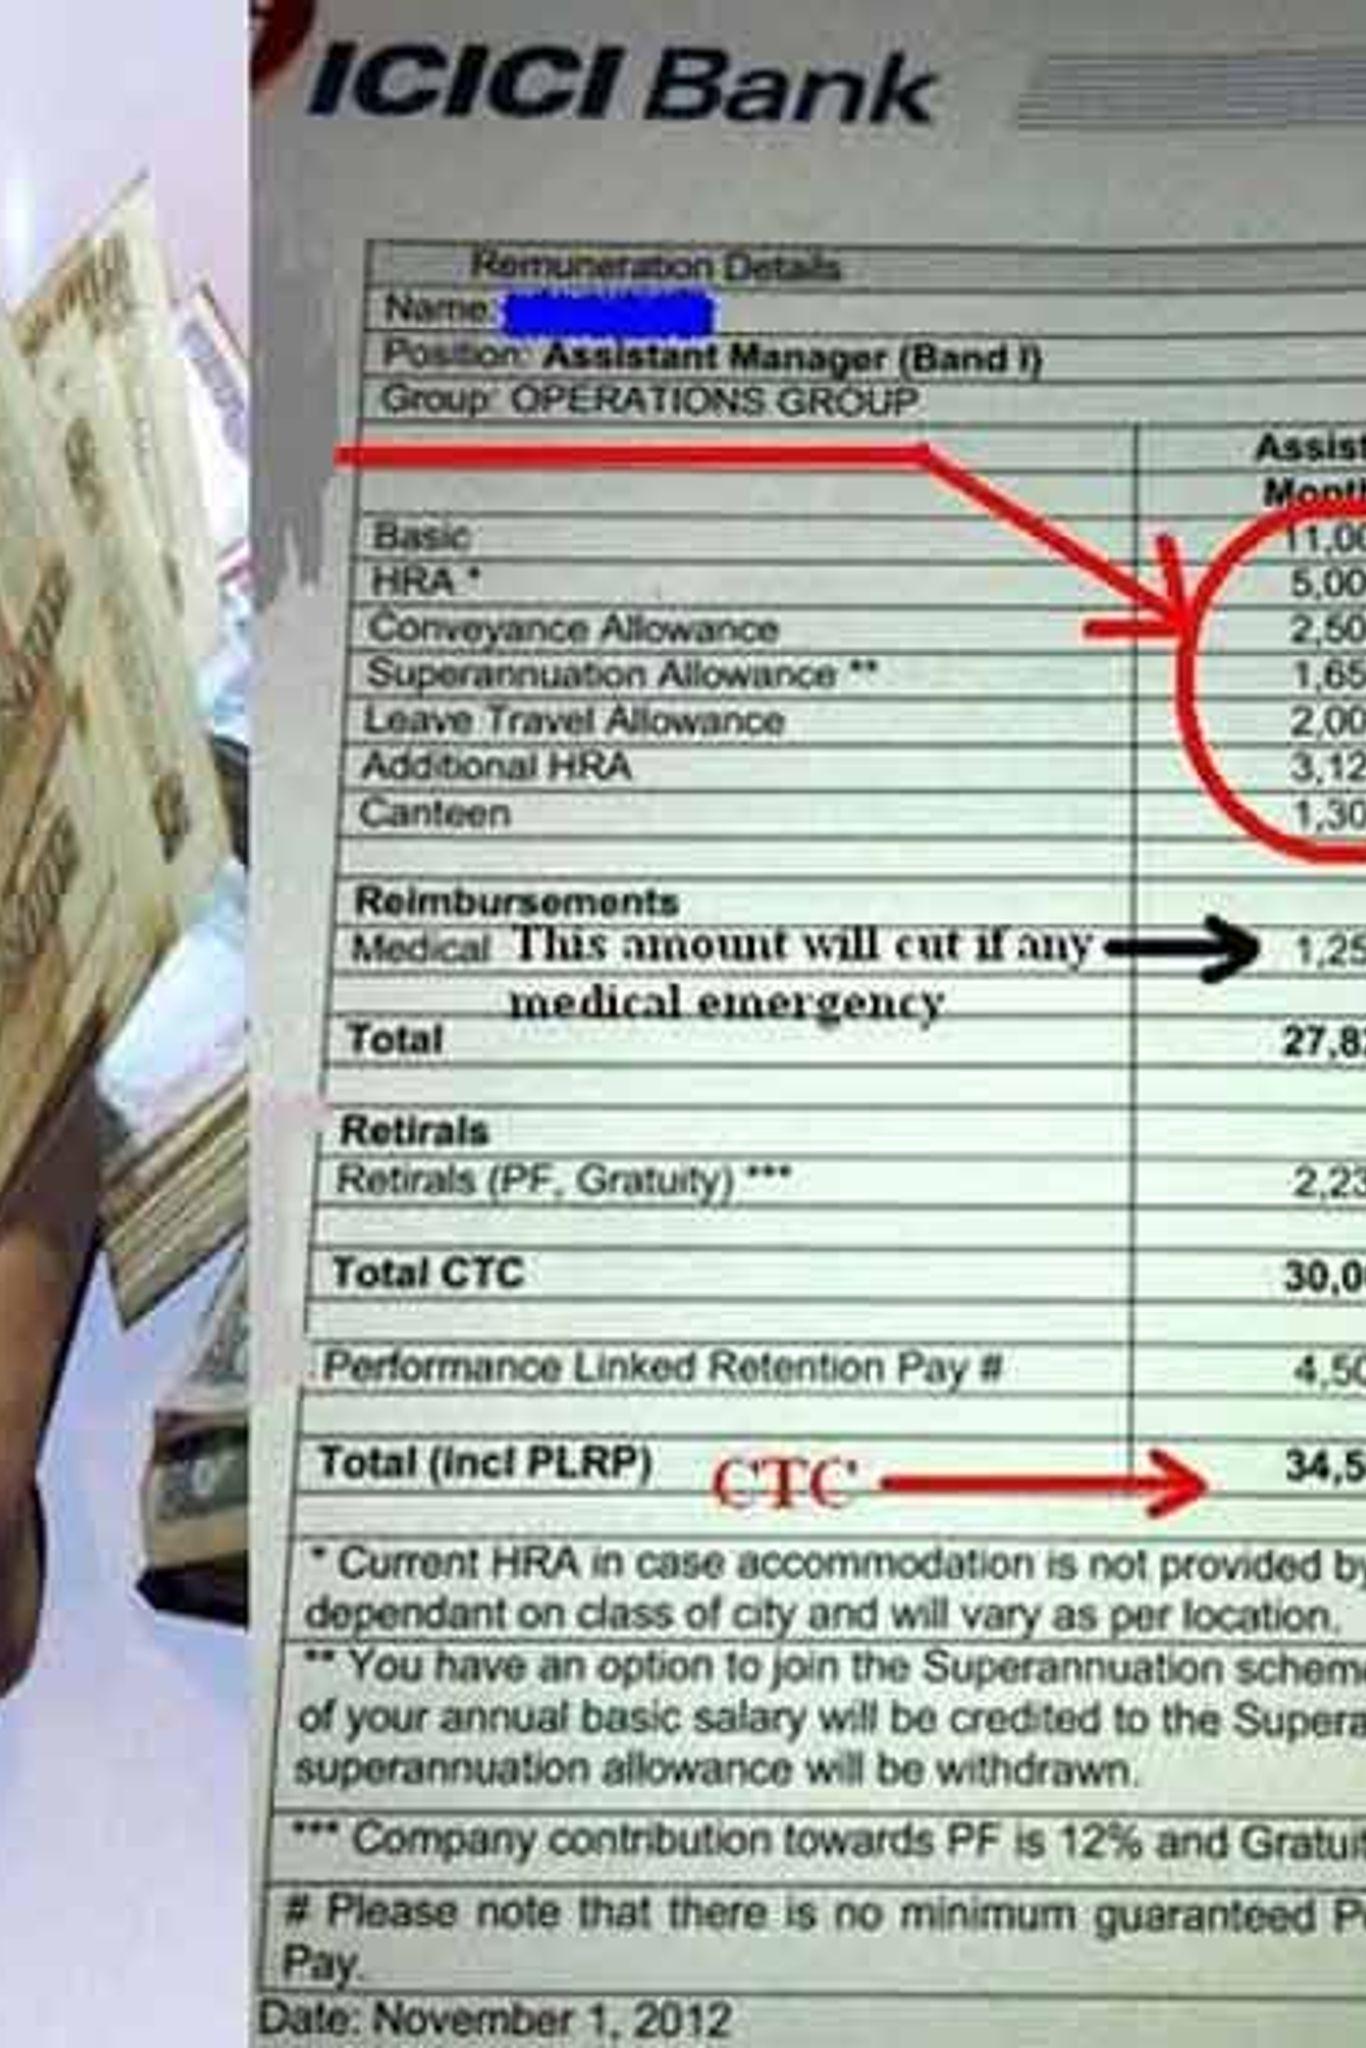 ICICI Bank
Remuneration Details
Name:
Position: Assistant Manager (Band I)
Group: OPERATIONS GROUP
Assist
Month
Basic 11,00
HRA * 5,00
Conveyance Allowance 2,50
Superannuation Allowance ** 1,65
Leave Travel Allowance 2,00
Additional HRA 3,12
Canteen 1,30
Reimbursements
Medical This amount will cut if any 1,25
medical emergency
Total 27,8
Retirals
Retirals (PF, Gratuity) *** 2,23
Total CTC 30,0
Performance Linked Retention Pay # 4,50
Total (incl PLRP) CTC 34,5
* Current HRA in case accommodation is not provided by
dependant on class of city and will vary as per location.
** You have an option to join the Superannuation schem
of your annual basic salary will be credited to the Supera
superannuation allowance will be withdrawn.
*** Company contribution towards PF is 12% and Gratui
# Please note that there is no minimum guaranteed P
Pay.
Date: November 1, 2012